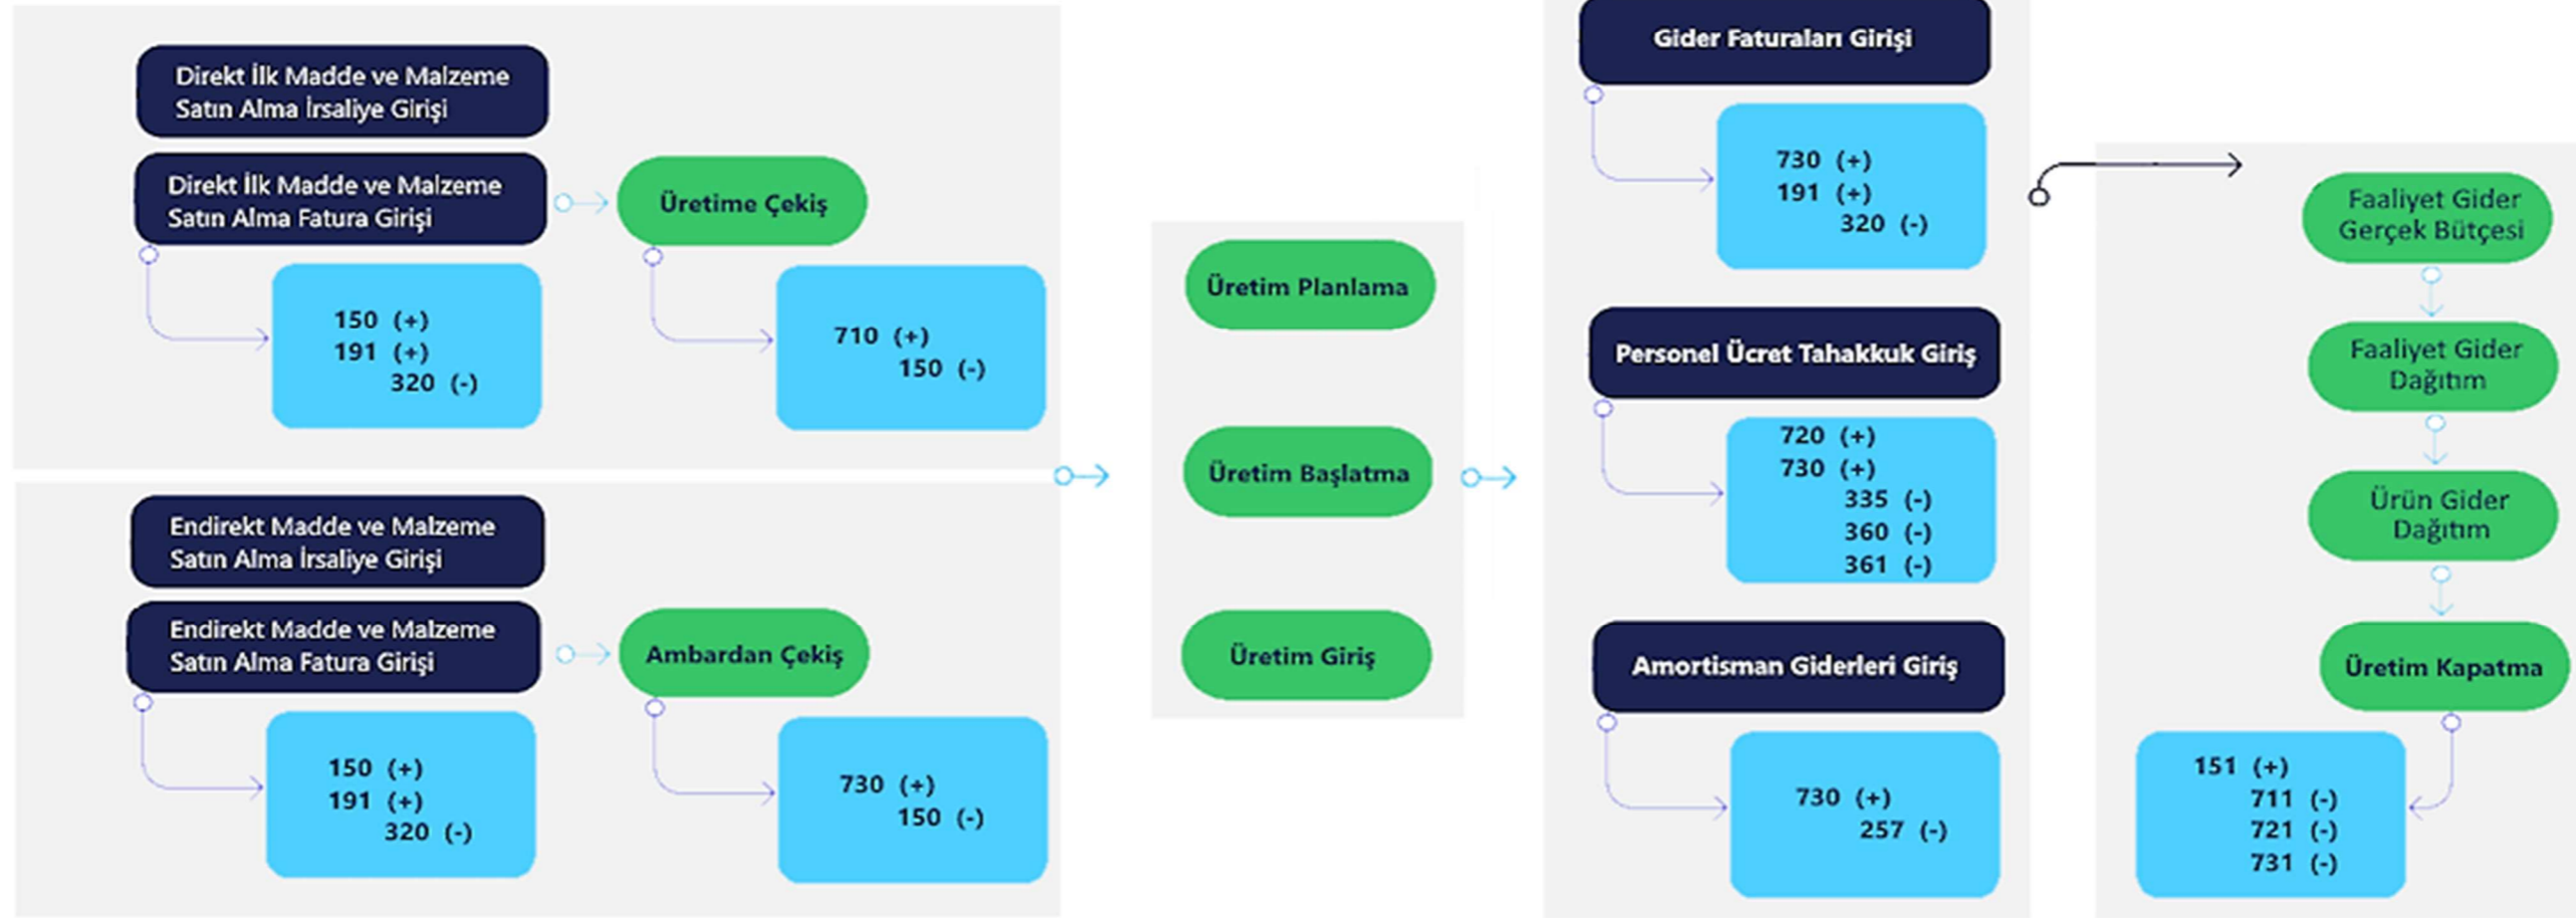 Direkt İlk Madde ve Malzeme
Satın Alma İrsaliye Girişi
Direkt İlk Madde ve Malzeme
Satın Alma Fatura Girişi
Üretime Çekiş
150 (+)
191 (+)
320 (-)
710 (+)
150 (-)
Endirekt Madde ve Malzeme
Satın Alma İrsaliye Girişi
Endirekt Madde ve Malzeme
Satın Alma Fatura Girişi
Ambardan Çekiş
150 (+)
191 (+)
320 (-)
730 (+)
150 (-)
Üretim Planlama
Üretim Başlatma
Üretim Giriş
Gider Faturaları Girişi
730 (+)
191 (+)
320 (-)
Personel Ücret Tahakkuk Giriş
720 (+)
730 (+)
335 (-)
360 (-)
361 (-)
Amortisman Giderleri Giriş
730 (+)
257 (-)
Faaliyet Gider
Gerçek Bütçesi
Faaliyet Gider
Dağıtım
Ürün Gider
Dağıtım
Üretim Kapatma
151 (+)
711 (-)
721 (-)
731 (-)